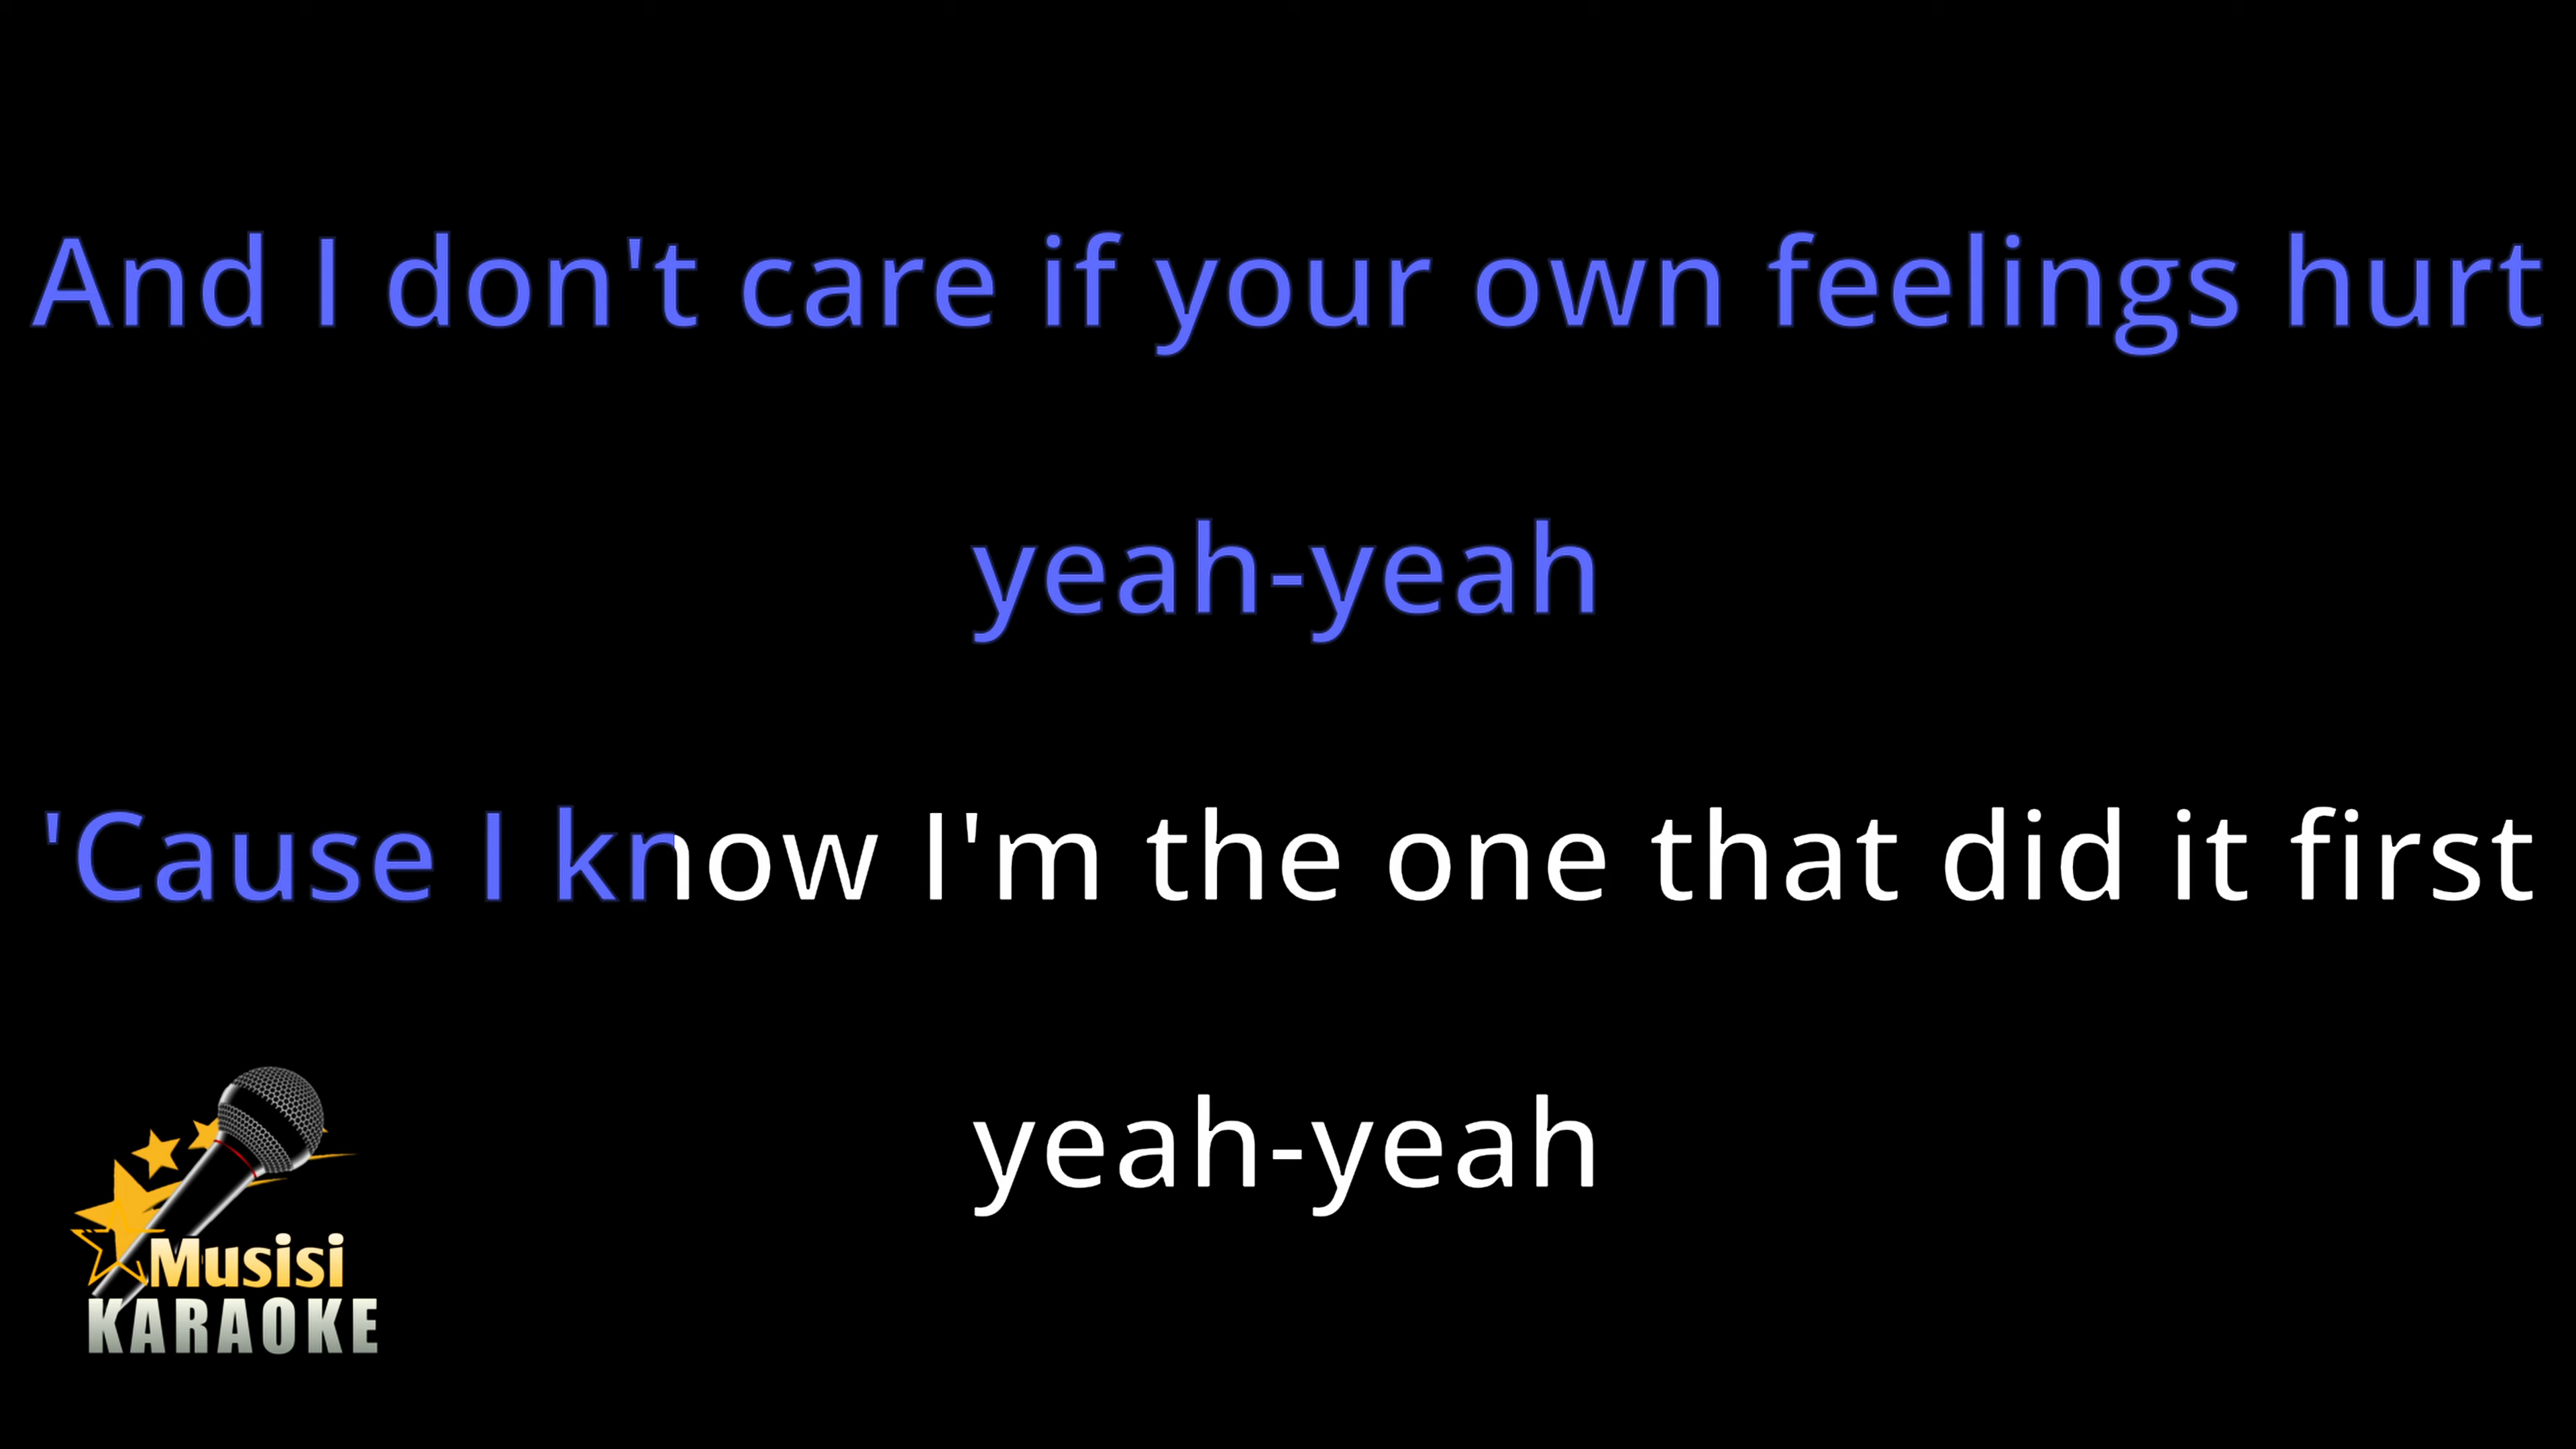 And I don't care if your own feelings hurt
yeah-yeah
'Cause I know I'm the one that did it first
yeah-yeah
Musisi
KARAOKE